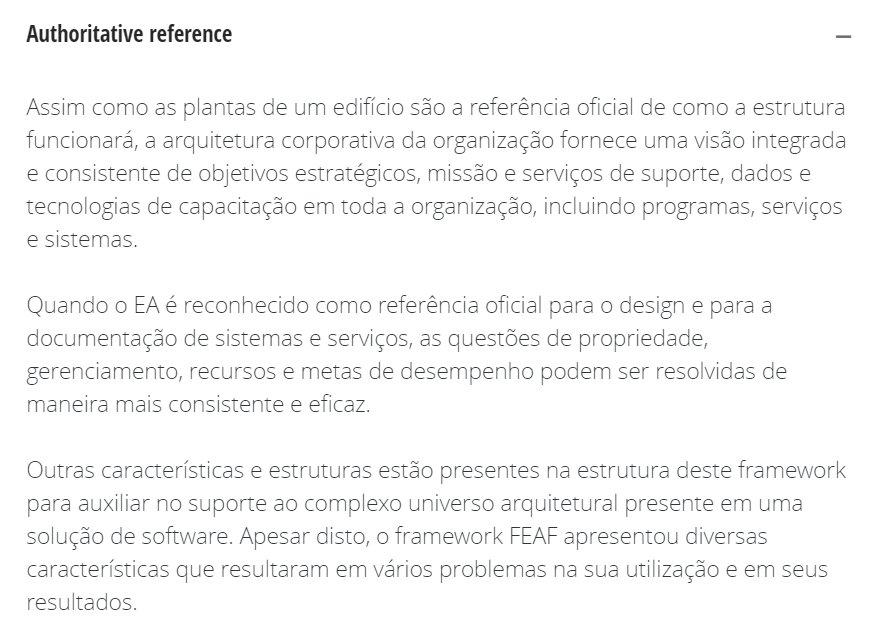 Authoritative reference
Assim como as plantas de um edifício são a referência oficial de como a estrutura
funcionará, a arquitetura corporativa da organização fornece uma visão integrada
e consistente de objetivos estratégicos, missão e serviços de suporte, dados e
tecnologias de capacitação em toda a organização, incluindo programas, serviços
e sistemas.
Quando o EA é reconhecido como referência oficial para o design e para a
documentação de sistemas e serviços, as questões de propriedade,
gerenciamento, recursos e metas de desempenho podem ser resolvidas de
maneira mais consistente e eficaz.
Outras características e estruturas estão presentes na estrutura deste framework
para auxiliar no suporte ao complexo universo arquitetural presente em uma
solução de software. Apesar disto, o framework FEAF apresentou diversas
características que resultaram em vários problemas na sua utilização e em seus
resultados.